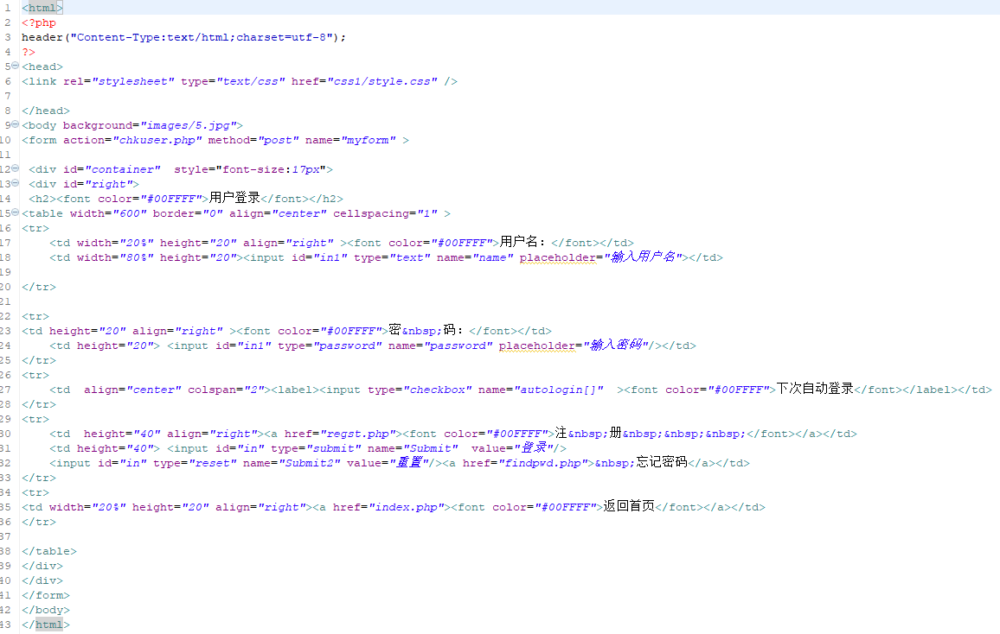 1 <html>
2 <?php
3 header("Content-Type:text/html;charset=utf-8");
4 ?>
5 <head>
6 <link rel="stylesheet" type="text/css" href="css1/style.css" />
7
8 </head>
9 <body background="images/5.jpg">
10 <form action="chkuser.php" method="post" name="myform" >
11
12 <div id="container"  style="font-size:17px">
13 <div id="right">
14 <h2><font color="#00FFFF">用户登录</font></h2>
15 <table width="600" border="0" align="center" cellspacing="1" >
16 <tr>
17     <td width="20%" height="20" align="right" ><font color="#00FFFF">用户名：</font></td>
18     <td width="80%" height="20"><input id="in1" type="text" name="name" placeholder="输入用户名"></td>
19
20 </tr>
21
22 <tr>
23 <td height="20" align="right" ><font color="#00FFFF">密&nbsp;码：</font></td>
24     <td height="20"> <input id="in1" type="password" name="password" placeholder="输入密码"/></td>
25 </tr>
26 <tr>
27     <td  align="center" colspan="2"><label><input type="checkbox" name="autologin[]"  ><font color="#00FFFF">下次自动登录</font></label></td>
28 </tr>
29 <tr>
30     <td  height="40" align="right"><a href="regst.php"><font color="#00FFFF">注&nbsp;册&nbsp;&nbsp;&nbsp;</font></a></td>
31     <td height="40"> <input id="in" type="submit" name="Submit"  value="登录"/>
32     <input id="in" type="reset" name="Submit2" value="重置"/><a href="findpwd.php">&nbsp;忘记密码</a></td>
33 </tr>
34 <tr>
35 <td width="20%" height="20" align="right"><a href="index.php"><font color="#00FFFF">返回首页</font></a></td>
36 </tr>
37
38 </table>
39 </div>
40 </div>
41 </form>
42 </body>
43 </html>